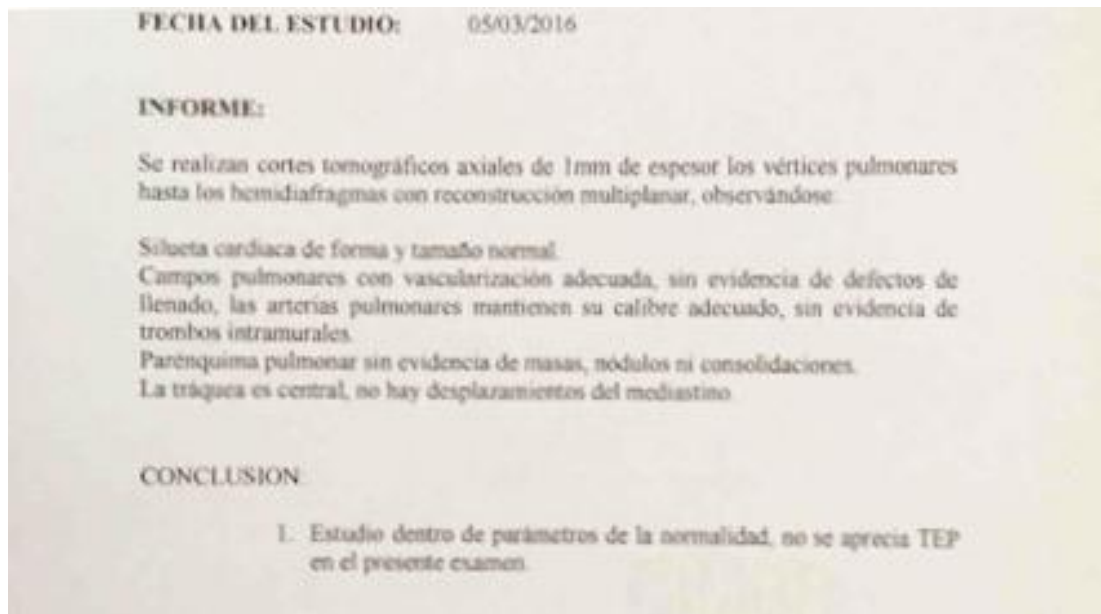 FECHA DEL ESTUDIO: 05/03/2016
INFORME:
Se realizan cortes tomográficos axiales de 1mm de espesor los vértices pulmonares
hasta los hemidiafragmas con reconstrucción multiplanar, observándose:
Silueta cardiaca de forma y tamaño normal.
Campos pulmonares con vascularización adecuada, sin evidencia de defectos de
llenado, las arterias pulmonares mantienen su calibre adecuado, sin evidencia de
trombos intramurales.
Parénquima pulmonar sin evidencia de masas, nódulos ni consolidaciones.
La tráquea es central, no hay desplazamientos del mediastino.
CONCLUSION:
1. Estudio dentro de parámetros de la normalidad, no se aprecia TEP
en el presente examen.